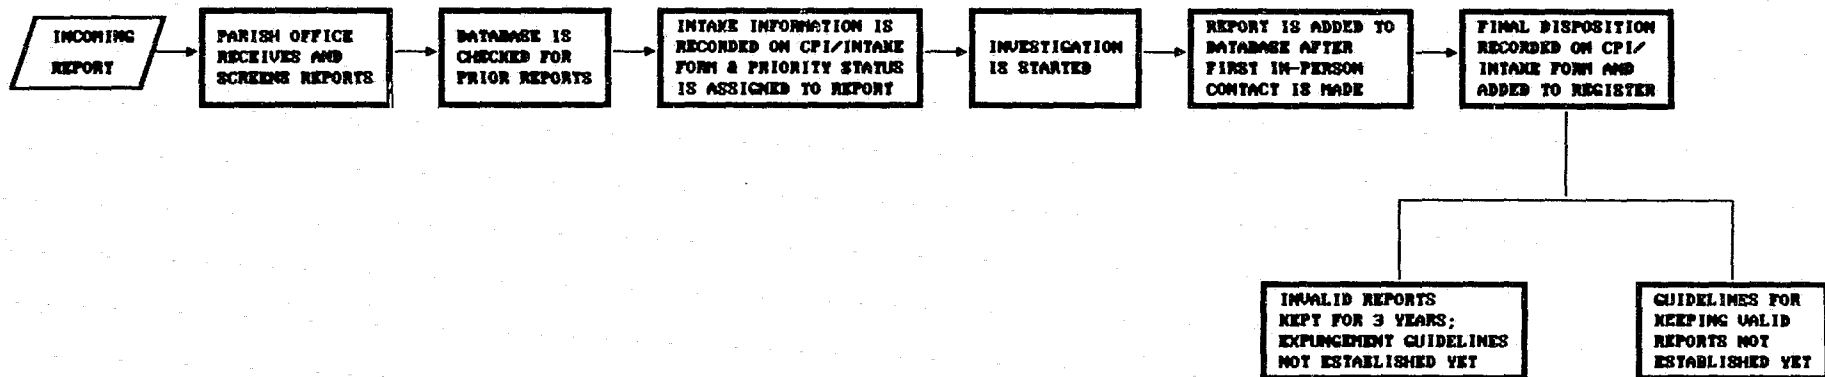 INCOMING
REPORT
PARISH OFFICE
RECEIVES AND
SCREENS REPORTS
DATABASE IS
CHECKED FOR
PRIOR REPORTS
INTAKE INFORMATION IS
RECORDED ON CPI/INTAKE
FORM & PRIORITY STATUS
IS ASSIGNED TO REPORT
INVESTIGATION
IS STARTED
REPORT IS ADDED TO
DATABASE AFTER
FIRST IN-PERSON
CONTACT IS MADE
FINAL DISPOSITION
RECORDED ON CPI/
INTAKE FORM AND
ADDED TO REGISTER
INVALID REPORTS
KEPT FOR 3 YEARS;
EXPUNGEMENT GUIDELINES
NOT ESTABLISHED YET
GUIDELINES FOR
KEEPING VALID
REPORTS NOT
ESTABLISHED YET